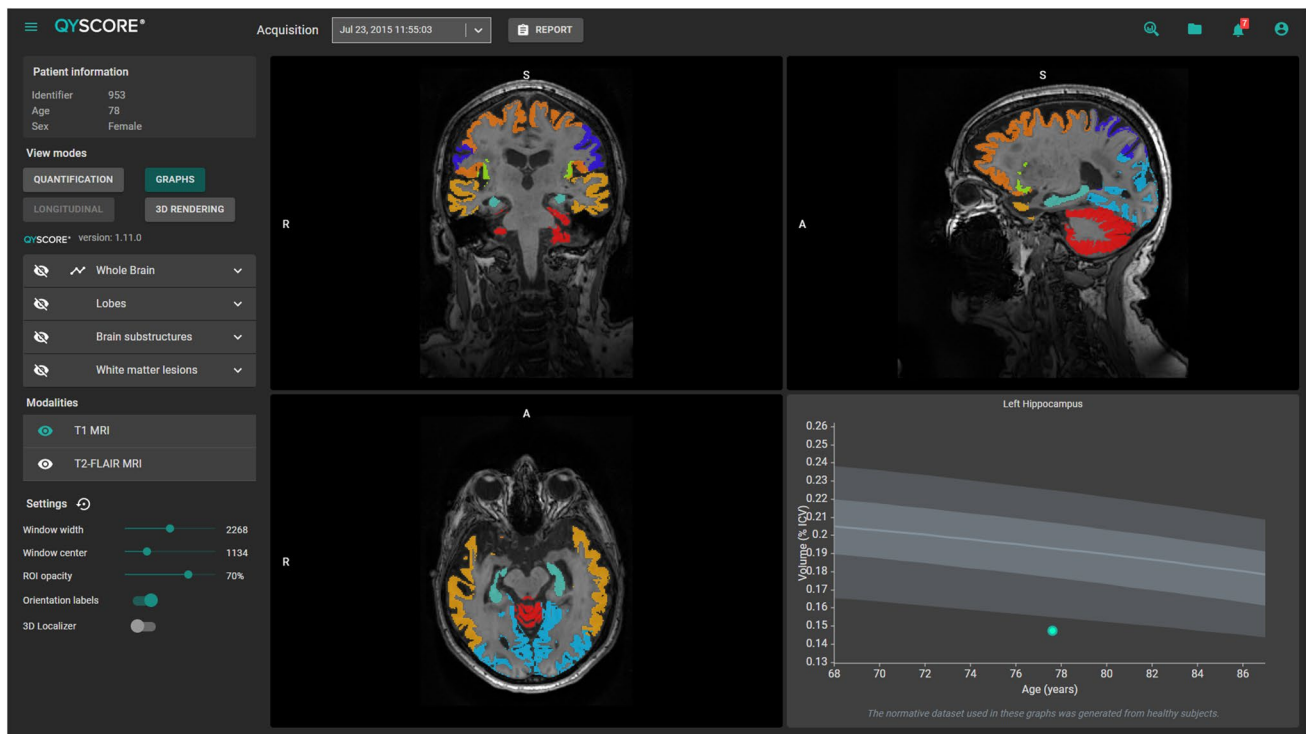 QYSCORE®
Acquisition
Jul 23, 2015 11:55:03
REPORT
7
Patient information
Identifier 953
Age 78
Sex Female
View modes
QUANTIFICATION
GRAPHS
LONGITUDINAL
3D RENDERING
QYSCORE® version: 1.11.0
Whole Brain
Lobes
Brain substructures
White matter lesions
Modalities
T1 MRI
T2-FLAIR MRI
Settings
Window width 2268
Window center 1134
ROI opacity 70%
Orientation labels
3D Localizer
S
R
S
A
A
R
Left Hippocampus
Volume (% ICV)
0.26
0.25
0.24
0.23
0.22
0.21
0.2
0.19
0.18
0.17
0.16
0.15
0.14
0.13
68 70 72 74 76 78 80 82 84 86
Age (years)
The normative dataset used in these graphs was generated from healthy subjects.